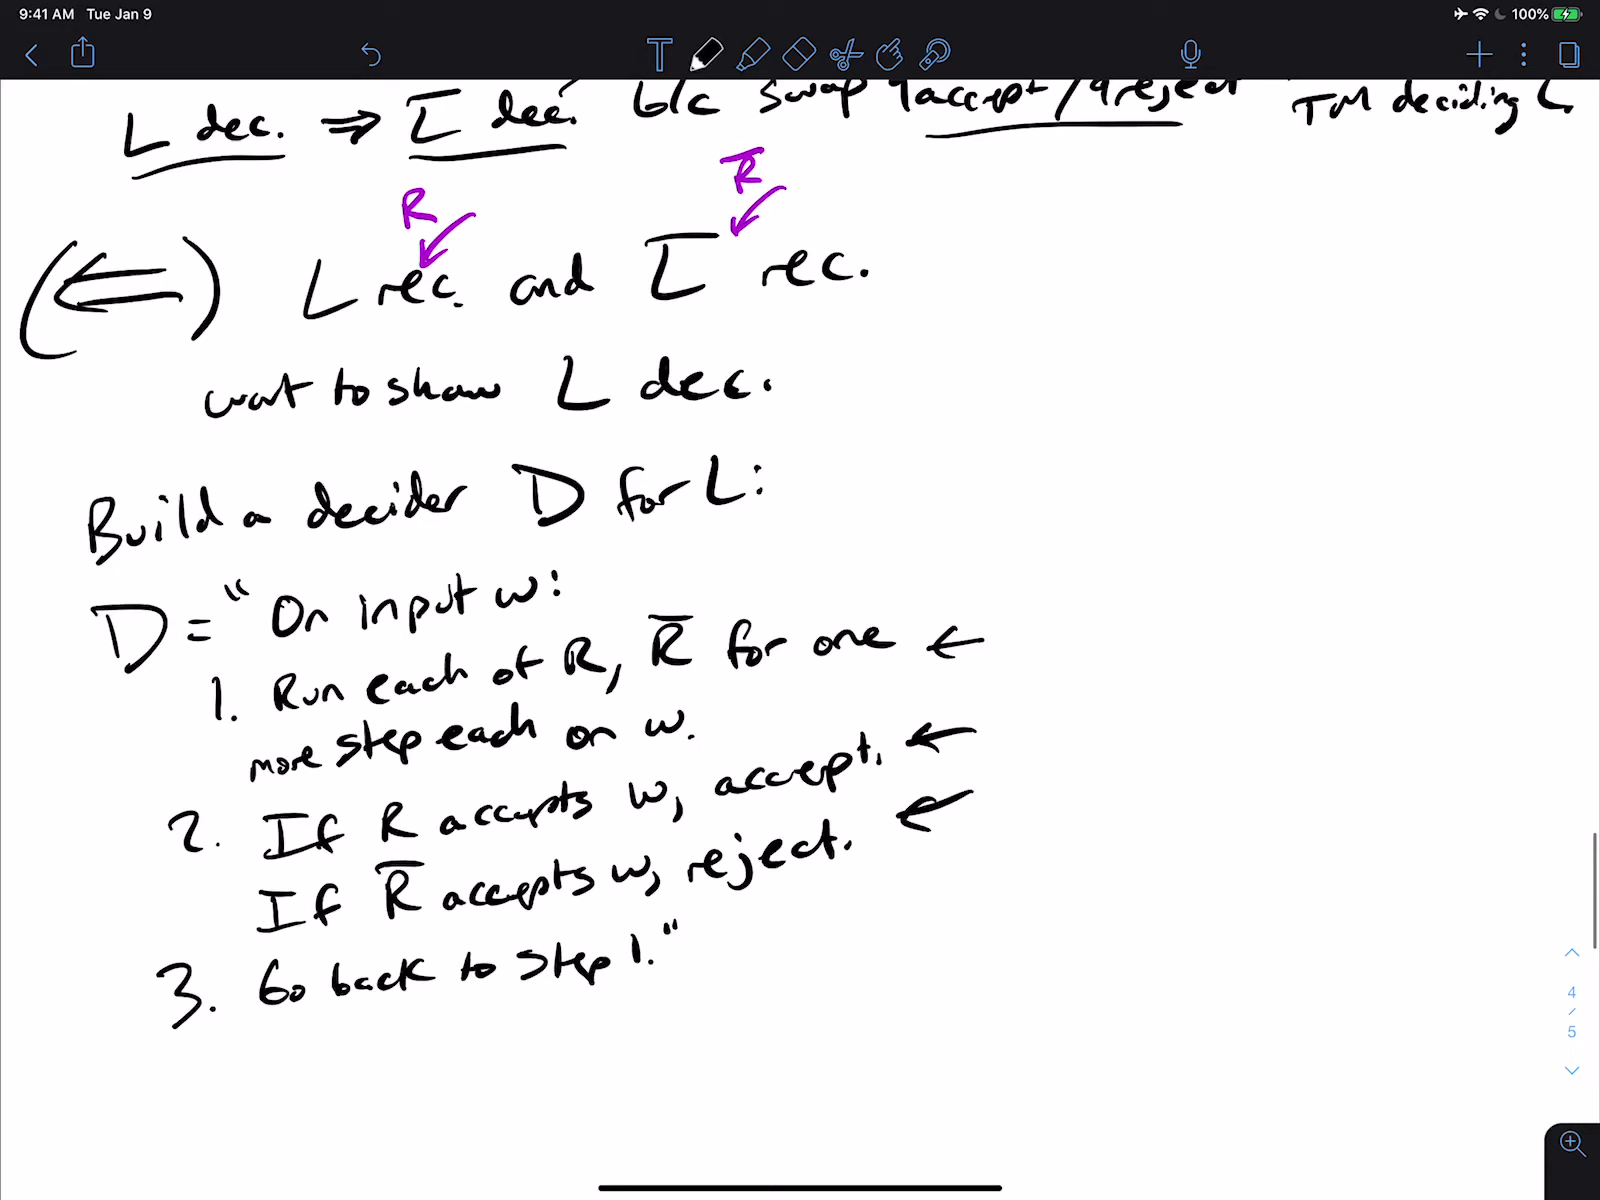 9:41 AM Tue Jan 9
100%
L dec. ⇒ L̅ dec. b/c swap qaccept/qreject TM deciding L.
R R̅
(⇐) L rec. and L̅ rec.
want to show L dec.
Build a decider D for L:
D = "On input w:
1. Run each of R, R̅ for one ←
more step each on w.
2. If R accepts w, accept. ←
If R̅ accepts w, reject. ←
3. Go back to step 1."
4
/
5